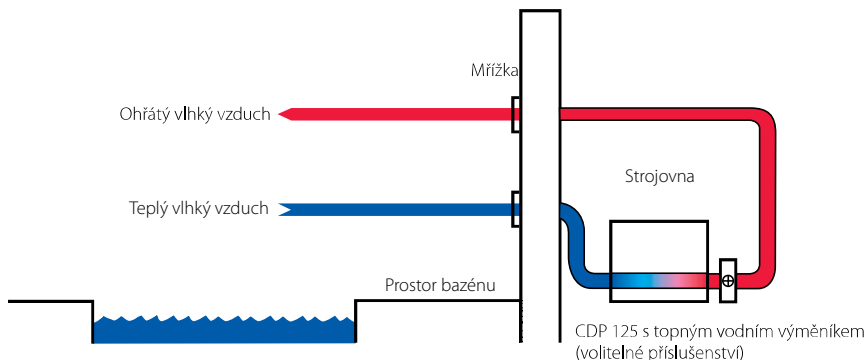 Mřížka
Ohřátý vlhký vzduch
Strojovna
Teplý vlhký vzduch
Prostor bazénu
CDP 125 s topným vodním výměníkem
(volitelné příslušenství)